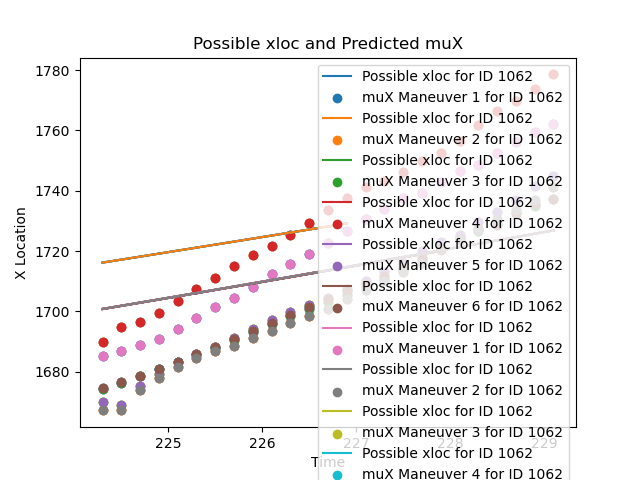 Possible xloc and Predicted muX
X Location
1780
1760
1740
1720
1700
1680
225
226
227
228
229
Time
Possible xloc for ID 1062
muX Maneuver 1 for ID 1062
Possible xloc for ID 1062
muX Maneuver 2 for ID 1062
Possible xloc for ID 1062
muX Maneuver 3 for ID 1062
Possible xloc for ID 1062
muX Maneuver 4 for ID 1062
Possible xloc for ID 1062
muX Maneuver 5 for ID 1062
Possible xloc for ID 1062
muX Maneuver 6 for ID 1062
Possible xloc for ID 1062
muX Maneuver 1 for ID 1062
Possible xloc for ID 1062
muX Maneuver 2 for ID 1062
Possible xloc for ID 1062
muX Maneuver 3 for ID 1062
Possible xloc for ID 1062
muX Maneuver 4 for ID 1062